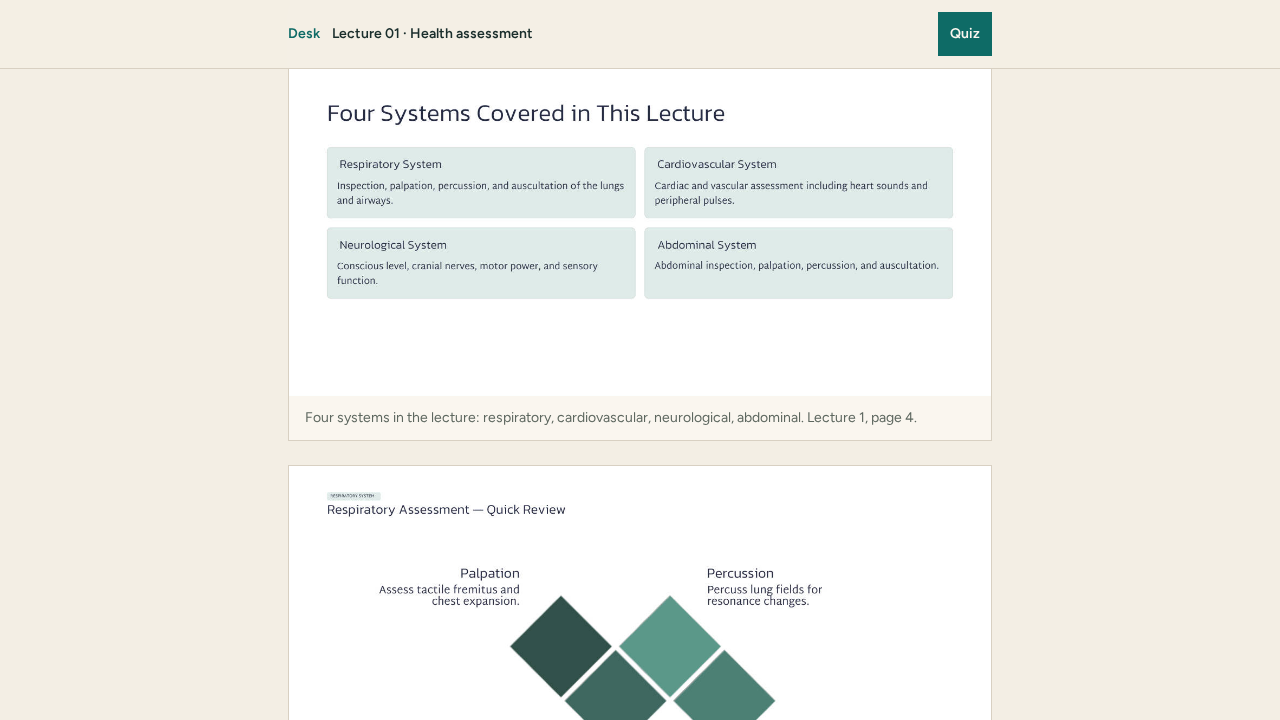 Desk Lecture 01 · Health assessment
Quiz
Four Systems Covered in This Lecture
Respiratory System
Inspection, palpation, percussion, and auscultation of the lungs
and airways.
Cardiovascular System
Cardiac and vascular assessment including heart sounds and
peripheral pulses.
Neurological System
Conscious level, cranial nerves, motor power, and sensory
function.
Abdominal System
Abdominal inspection, palpation, percussion, and auscultation.
Four systems in the lecture: respiratory, cardiovascular, neurological, abdominal. Lecture 1, page 4.
RESPIRATORY SYSTEM
Respiratory Assessment — Quick Review
Palpation
Assess tactile fremitus and
chest expansion.
Percussion
Percuss lung fields for
resonance changes.